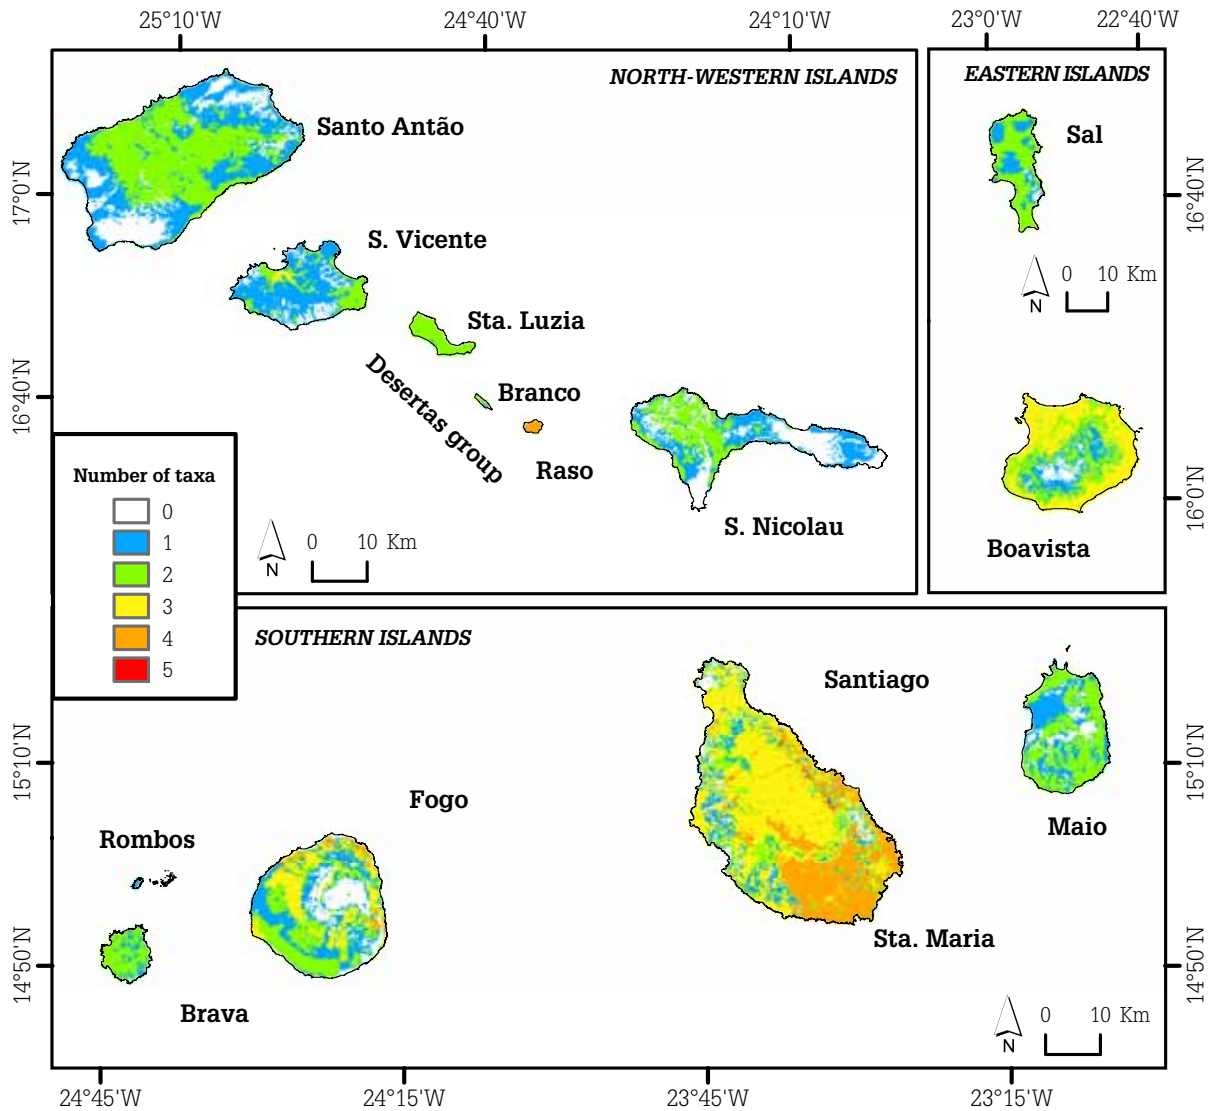 25°10'W 24°40'W 24°10'W 23°0'W 22°40'W
NORTH-WESTERN ISLANDS
EASTERN ISLANDS
Santo Antão
Sal
17°0'N
16°40'N
S. Vicente
0 10 Km
N
Sta. Luzia
Desertas group
Branco
16°40'N
Raso
S. Nicolau
16°0'N
Boavista
Number of taxa
0
1
2
3
4
5
0 10 Km
N
SOUTHERN ISLANDS
Santiago
15°10'N
15°10'N
Fogo
Maio
Rombos
Sta. Maria
14°50'N
14°50'N
Brava
0 10 Km
N
24°45'W 24°15'W 23°45'W 23°15'W